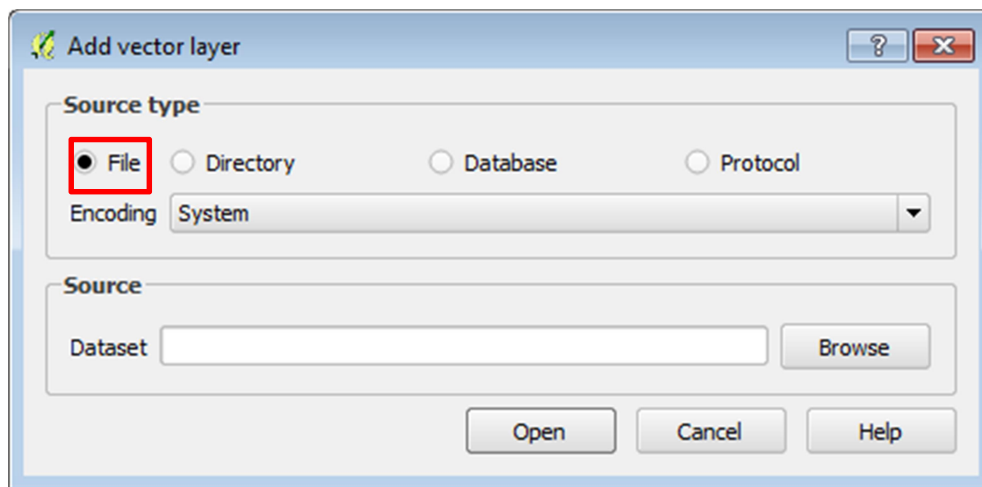 Add vector layer
Source type
File Directory Database Protocol
Encoding System
Source
Dataset Browse
Open Cancel Help